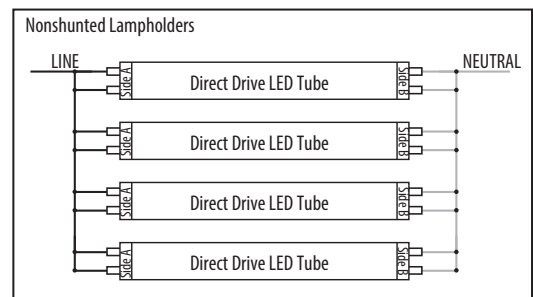 Nonshunted Lampholders
LINE
NEUTRAL
Side A
Direct Drive LED Tube
Side B
Side A
Direct Drive LED Tube
Side B
Side A
Direct Drive LED Tube
Side B
Side A
Direct Drive LED Tube
Side B